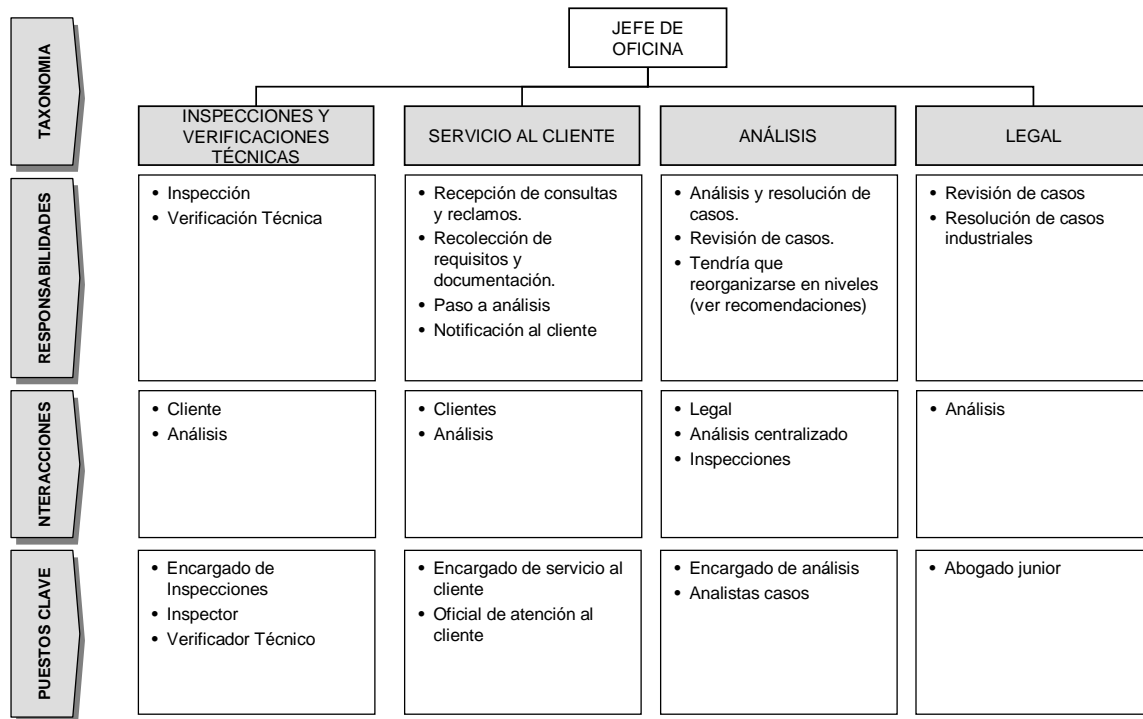 TAXONOMIA
JEFE DE
OFICINA
INSPECCIONES Y
VERIFICACIONES
TÉCNICAS
SERVICIO AL CLIENTE
ANÁLISIS
LEGAL
RESPONSABILIDADES
• Inspección
• Verificación Técnica
• Recepción de consultas
y reclamos.
• Recolección de
requisitos y
documentación.
• Paso a análisis
• Notificación al cliente
• Análisis y resolución de
casos.
• Revisión de casos.
• Tendría que
reorganizarse en niveles
(ver recomendaciones)
• Revisión de casos
• Resolución de casos
industriales
NTERACCIONES
• Cliente
• Análisis
• Clientes
• Análisis
• Legal
• Análisis centralizado
• Inspecciones
• Análisis
PUESTOS CLAVE
• Encargado de
Inspecciones
• Inspector
• Verificador Técnico
• Encargado de servicio al
cliente
• Oficial de atención al
cliente
• Encargado de análisis
• Analistas casos
• Abogado junior